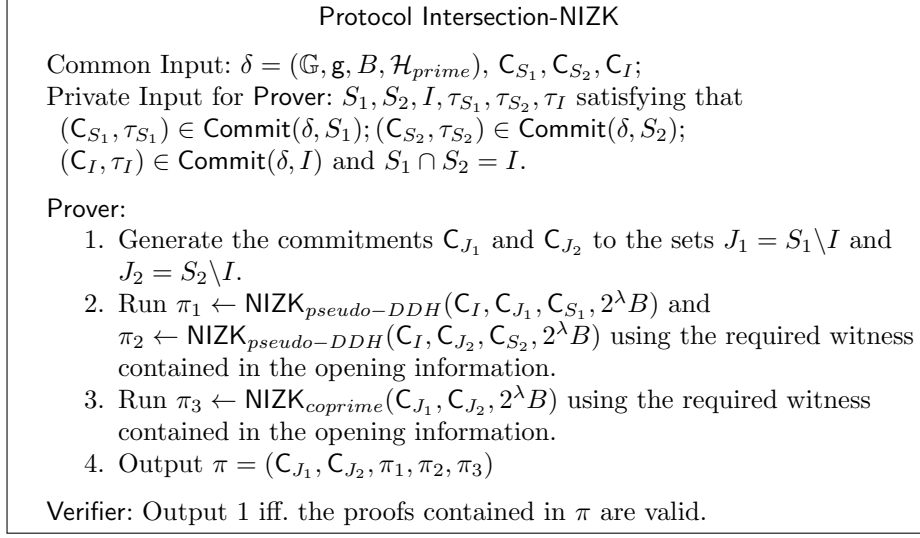 Protocol Intersection-NIZK
Common Input: δ = (𝔾, g, B, ℋ_{prime}), C_{S_1}, C_{S_2}, C_I;
Private Input for Prover: S_1, S_2, I, τ_{S_1}, τ_{S_2}, τ_I satisfying that
(C_{S_1}, τ_{S_1}) ∈ Commit(δ, S_1); (C_{S_2}, τ_{S_2}) ∈ Commit(δ, S_2);
(C_I, τ_I) ∈ Commit(δ, I) and S_1 ∩ S_2 = I.
Prover:
1. Generate the commitments C_{J_1} and C_{J_2} to the sets J_1 = S_1\I and
J_2 = S_2\I.
2. Run π_1 ← NIZK_{pseudo−DDH}(C_I, C_{J_1}, C_{S_1}, 2^λB) and
π_2 ← NIZK_{pseudo−DDH}(C_I, C_{J_2}, C_{S_2}, 2^λB) using the required witness
contained in the opening information.
3. Run π_3 ← NIZK_{coprime}(C_{J_1}, C_{J_2}, 2^λB) using the required witness
contained in the opening information.
4. Output π = (C_{J_1}, C_{J_2}, π_1, π_2, π_3)
Verifier: Output 1 iff. the proofs contained in π are valid.